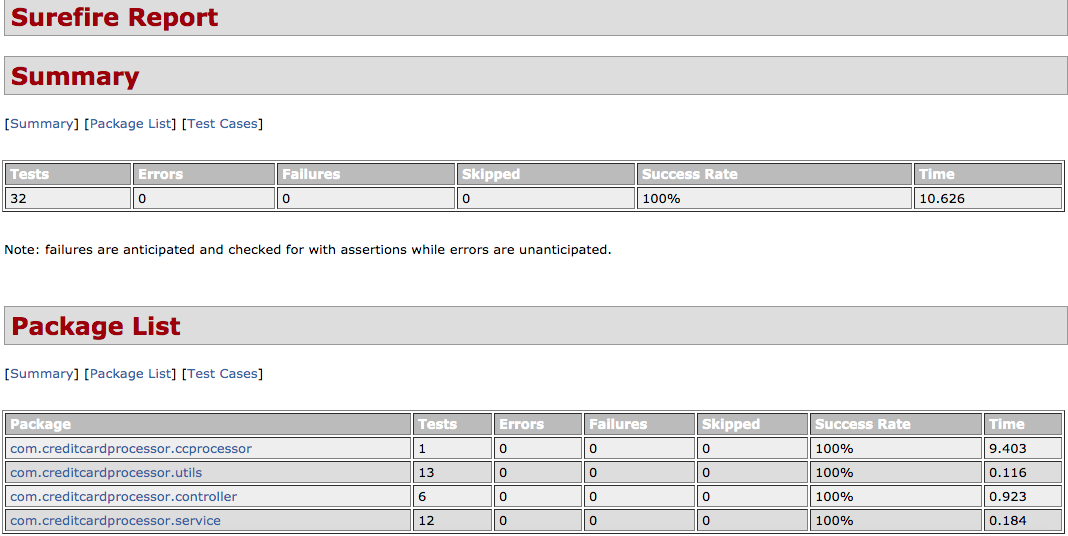 Surefire Report
Summary
[Summary] [Package List] [Test Cases]
Tests Errors Failures Skipped Success Rate Time
32 0 0 0 100% 10.626
Note: failures are anticipated and checked for with assertions while errors are unanticipated.
Package List
[Summary] [Package List] [Test Cases]
Package Tests Errors Failures Skipped Success Rate Time
com.creditcardprocessor.ccprocessor 1 0 0 0 100% 9.403
com.creditcardprocessor.utils 13 0 0 0 100% 0.116
com.creditcardprocessor.controller 6 0 0 0 100% 0.923
com.creditcardprocessor.service 12 0 0 0 100% 0.184